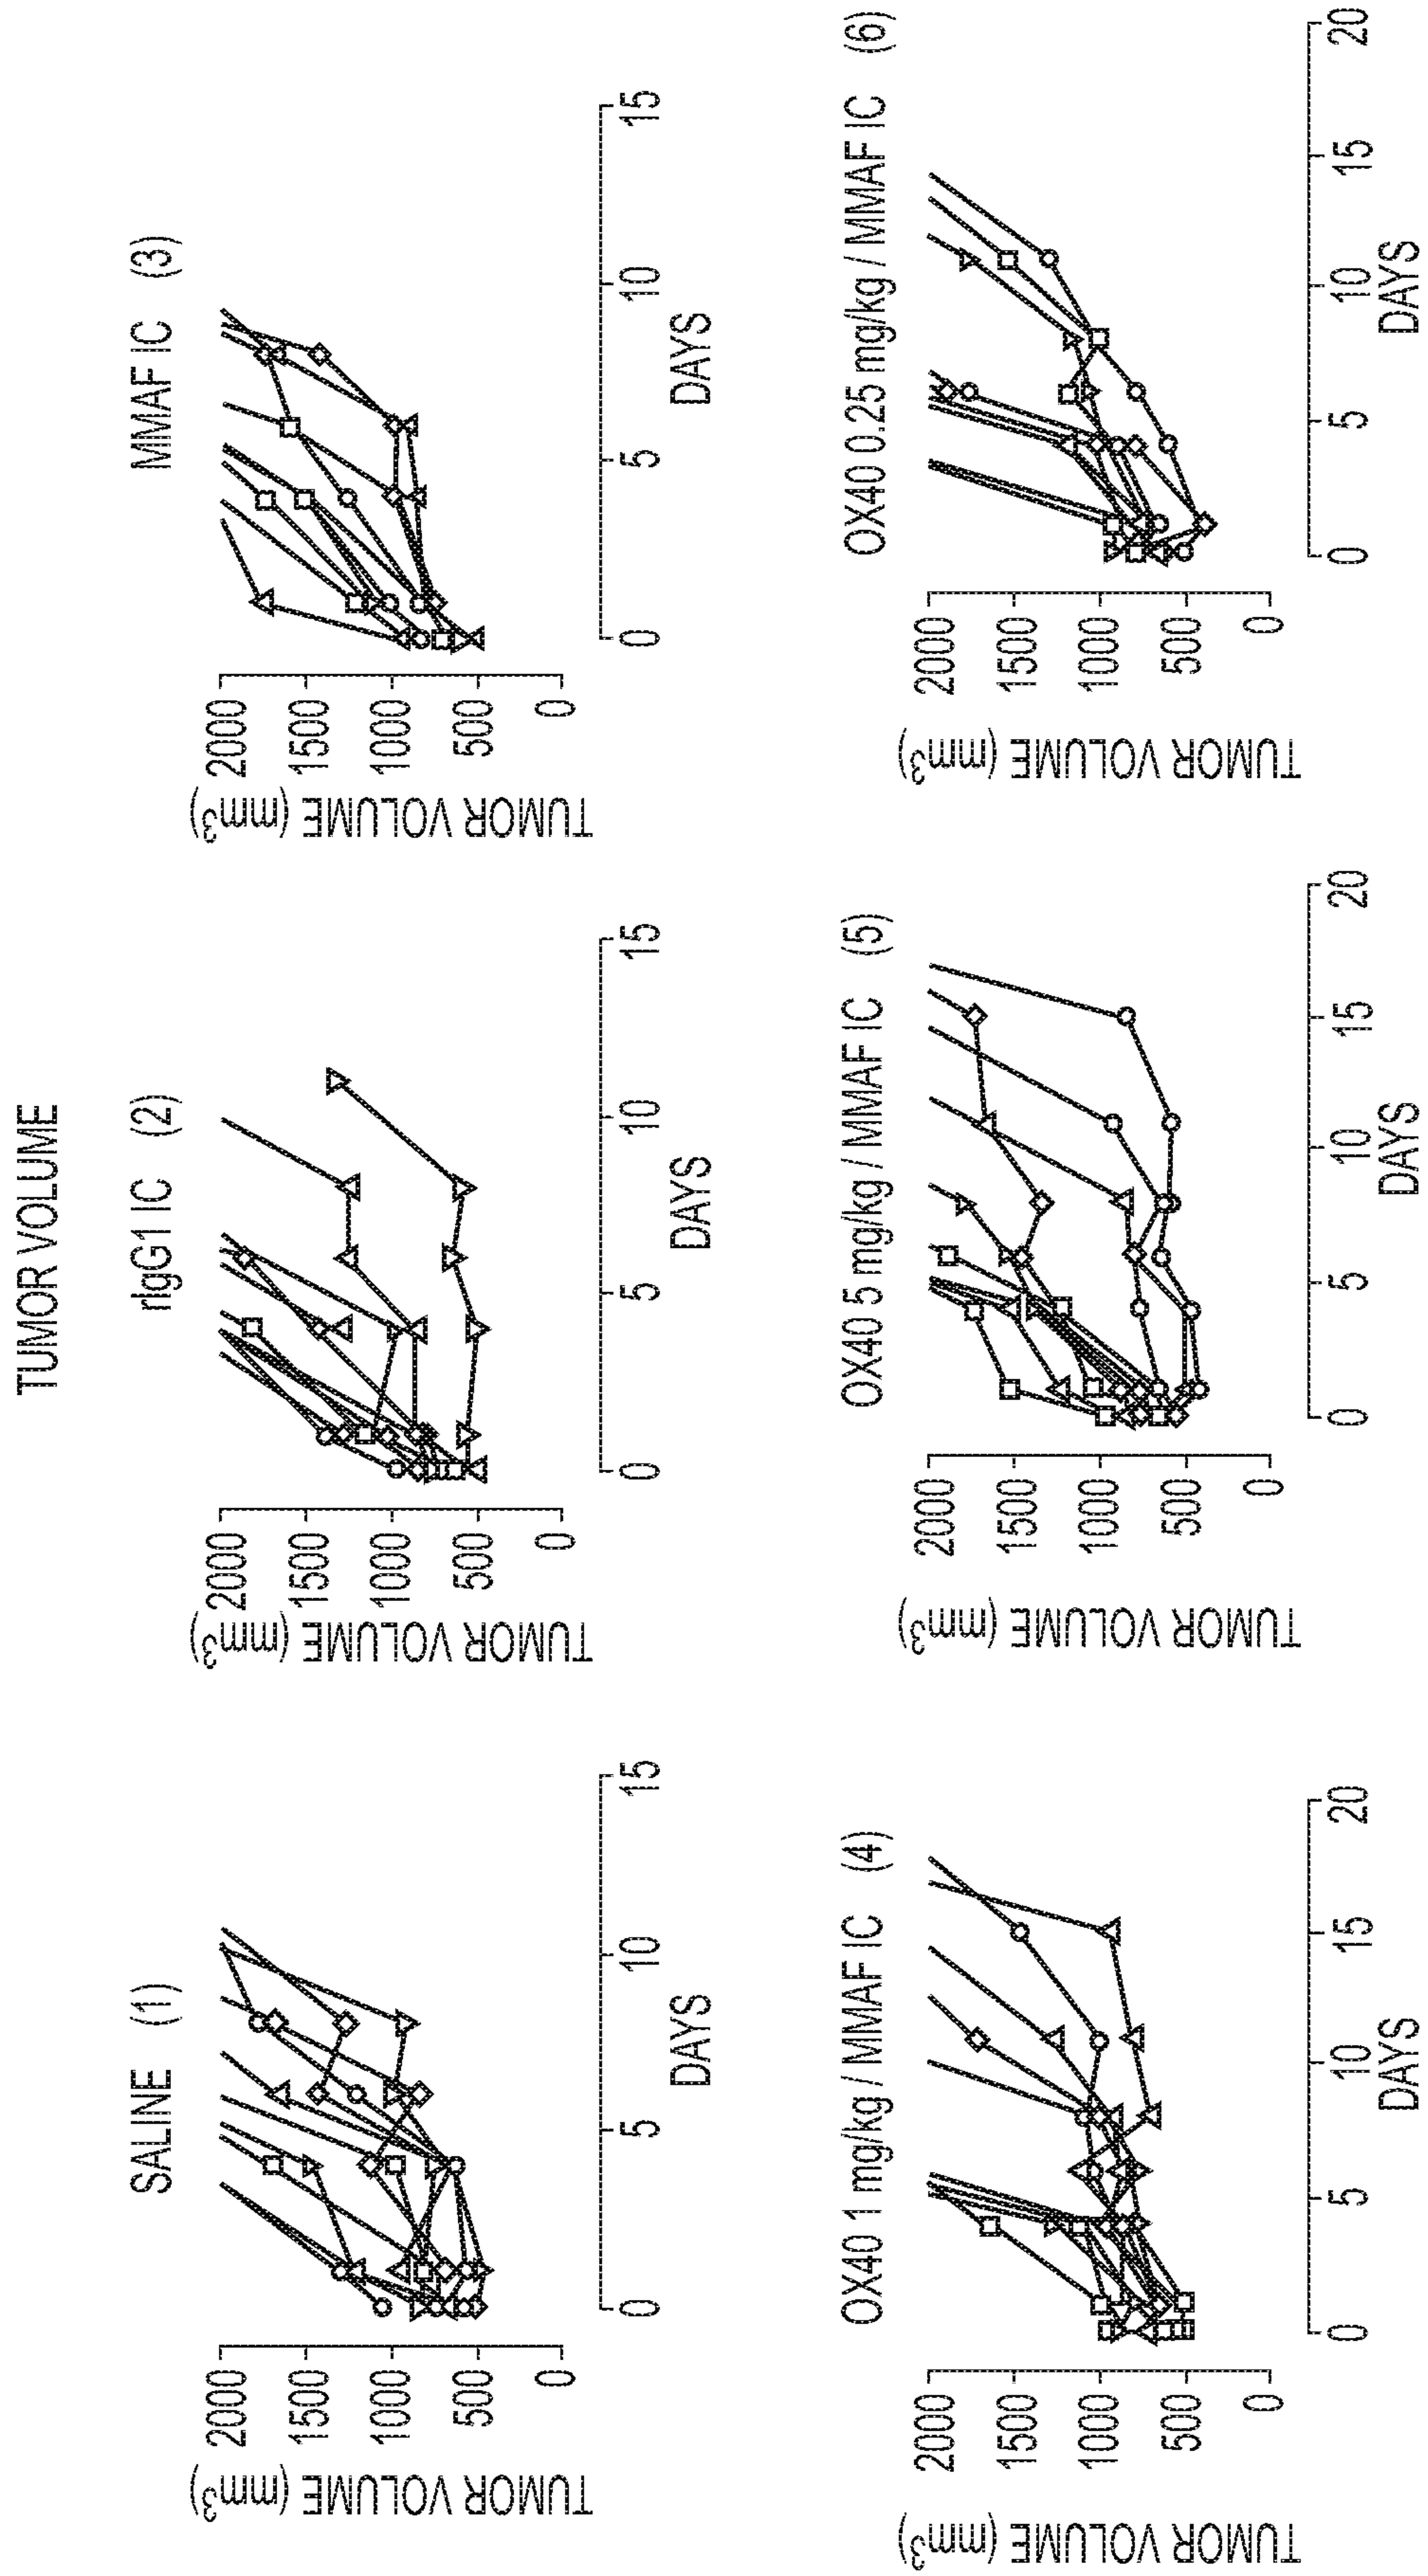 TUMOR VOLUME
SALINE (1)
TUMOR VOLUME (mm³)
2000
1500
1000
500
0
0 5 10 15
DAYS
rIgG1 IC (2)
TUMOR VOLUME (mm³)
2000
1500
1000
500
0
0 5 10 15
DAYS
MMAF IC (3)
TUMOR VOLUME (mm³)
2000
1500
1000
500
0
0 5 10 15
DAYS
OX40 1 mg/kg / MMAF IC (4)
TUMOR VOLUME (mm³)
2000
1500
1000
500
0
0 5 10 15 20
DAYS
OX40 5 mg/kg / MMAF IC (5)
TUMOR VOLUME (mm³)
2000
1500
1000
500
0
0 5 10 15 20
DAYS
OX40 0.25 mg/kg / MMAF IC (6)
TUMOR VOLUME (mm³)
2000
1500
1000
500
0
0 5 10 15 20
DAYS